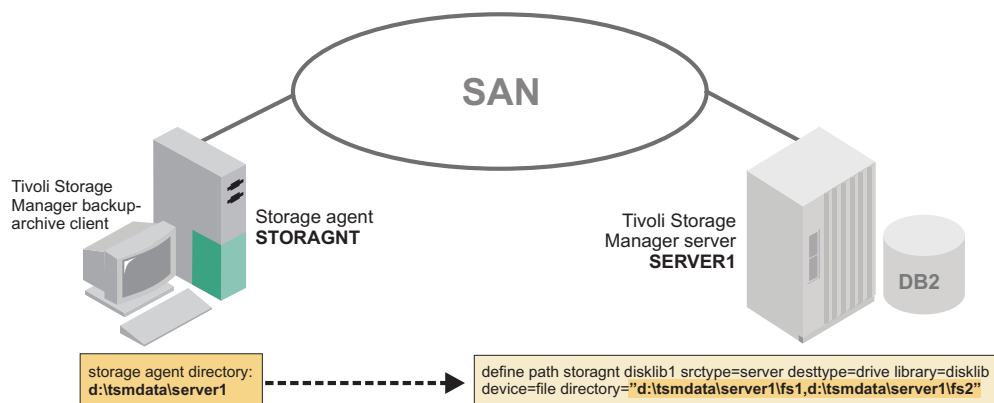 SAN
Tivoli Storage
Manager backup-
archive client
Storage agent
STORAGNT
Tivoli Storage
Manager server
SERVER1
DB2
storage agent directory:
d:\tsmdata\server1
define path storagnt disklib1 srctype=server desttype=drive library=disklib
device=file directory=”d:\tsmdata\server1\fs1,d:\tsmdata\server1\fs2”